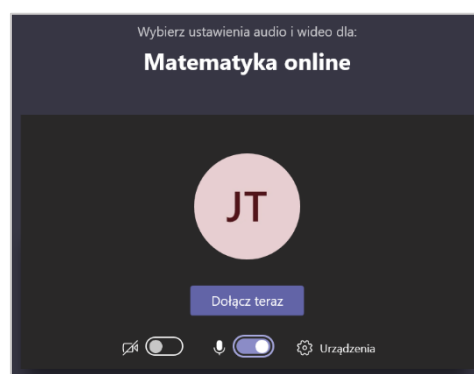 Wybierz ustawienia audio i wideo dla:
Matematyka online
JT
Dołącz teraz
Urządzenia